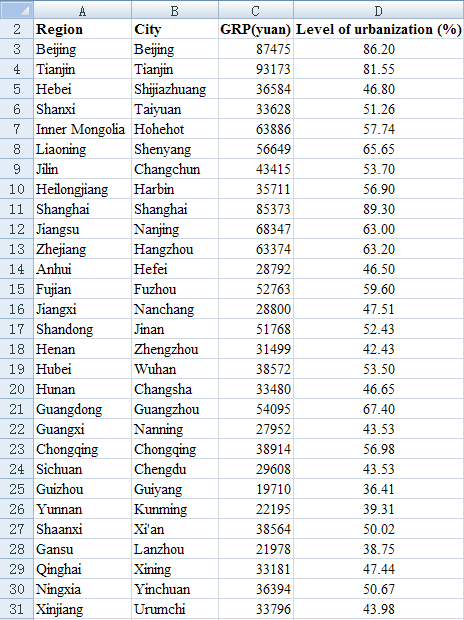 A B C D
2 Region City GRP(yuan) Level of urbanization (%)
3 Beijing Beijing 87475 86.20
4 Tianjin Tianjin 93173 81.55
5 Hebei Shijiazhuang 36584 46.80
6 Shanxi Taiyuan 33628 51.26
7 Inner Mongolia Hohehot 63886 57.74
8 Liaoning Shenyang 56649 65.65
9 Jilin Changchun 43415 53.70
10 Heilongjiang Harbin 35711 56.90
11 Shanghai Shanghai 85373 89.30
12 Jiangsu Nanjing 68347 63.00
13 Zhejiang Hangzhou 63374 63.20
14 Anhui Hefei 28792 46.50
15 Fujian Fuzhou 52763 59.60
16 Jiangxi Nanchang 28800 47.51
17 Shandong Jinan 51768 52.43
18 Henan Zhengzhou 31499 42.43
19 Hubei Wuhan 38572 53.50
20 Hunan Changsha 33480 46.65
21 Guangdong Guangzhou 54095 67.40
22 Guangxi Nanning 27952 43.53
23 Chongqing Chongqing 38914 56.98
24 Sichuan Chengdu 29608 43.53
25 Guizhou Guiyang 19710 36.41
26 Yunnan Kunming 22195 39.31
27 Shaanxi Xi'an 38564 50.02
28 Gansu Lanzhou 21978 38.75
29 Qinghai Xining 33181 47.44
30 Ningxia Yinchuan 36394 50.67
31 Xinjiang Urumchi 33796 43.98